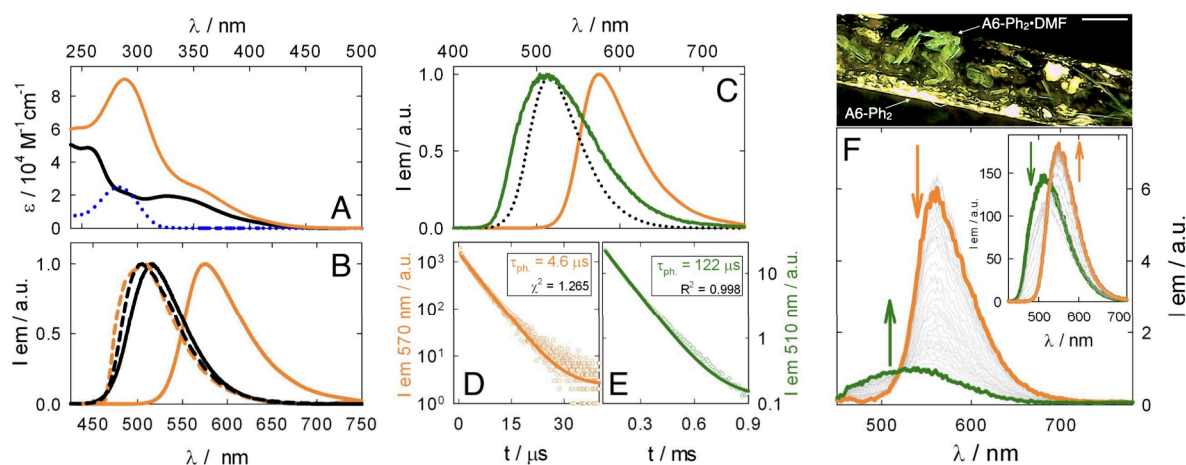 λ / nm
250 300 350 400 450 500
8
6
4
2
0
ε / 10⁴ M⁻¹cm⁻¹
A
1.0
0.5
0.0
I em / a.u.
B
400 450 500 550 600 650 700 750
λ / nm
λ / nm
400 500 600 700
1.0
0.5
0.0
I em / a.u.
C
10³
10²
10¹
10⁰
I em 570 nm / a.u.
τph. = 4.6 μs
χ² = 1.265
D
0 15 30
t / μs
τph. = 122 μs
R² = 0.998
E
10
1
0.1
I em 510 nm / a.u.
0.3 0.6 0.9
t / ms
A6-Ph₂•DMF
A6-Ph₂
F
500 600 700
λ / nm
6
4
2
0
I em / a.u.
150
100
50
0
I em / a.u.
500 600 700
λ / nm